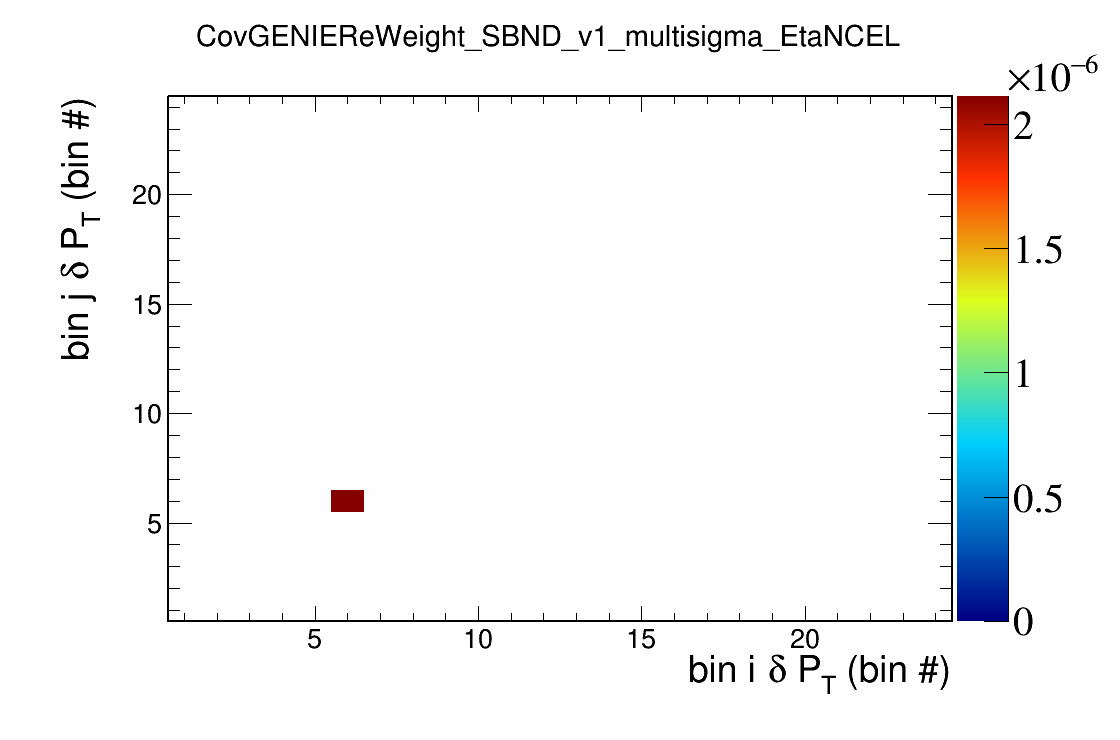 CovGENIEReWeight_SBND_v1_multisigma_EtaNCEL
×10⁻⁶
bin j δ P_T (bin #)
20
15
10
5
5 10 15 20
bin i δ P_T (bin #)
2
1.5
1
0.5
0